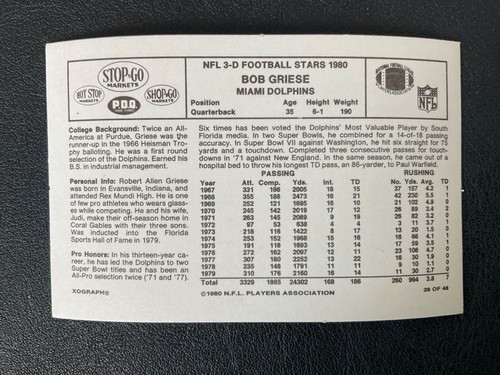 STOP-N-GO
MARKETS
HOT STOP
MARKETS
P.D.Q.
FOOD STORES
SHOP-GO
MARKETS
NFL 3-D FOOTBALL STARS 1980
BOB GRIESE
MIAMI DOLPHINS
Position Age Height Weight
Quarterback 35 6-1 190
NFL
College Background: Twice an All-
America at Purdue, Griese was the
runner-up in the 1966 Heisman Tro-
phy balloting. He was a first round
selection of the Dolphins. Earned his
B.S. in industrial management.
Personal Info: Robert Allen Griese
was born in Evansville, Indiana, and
attended Rex Mundi High. He is one
of few pro athletes who wears glass-
es while competing. He and his wife,
Judi, make their off-season home in
Coral Gables with their three sons.
Was inducted into the Florida
Sports Hall of Fame in 1979.
Pro Honors: In his thirteen-year ca-
reer, he has led the Dolphins to two
Super Bowl titles and has been an
All-Pro selection twice ('71 and '77).
XOGRAPH®
Six times has been voted the Dolphins' Most Valuable Player by South
Florida media. In two Super Bowls, he combined for a 14-of-18 passing
accuracy. In Super Bowl VII against Washington, he hit six straight for 75
yards and a touchdown. Completed three consecutive passes for touch-
downs in '71 against New England. In the same season, he came out of a
hospital bed to throw his longest TD pass, an 86-yarder, to Paul Warfield.
PASSING RUSHING
Year Att. Comp. Yds. Int. TD No. Yds. Avg. TD
1967 331 166 2005 18 15 37 157 4.2 1
1968 355 186 2473 16 21 42 230 5.5 1
1969 252 121 1695 16 10 21 102 4.9 0
1970 245 142 2019 17 12 26 89 3.4 2
1971 263 145 2089 9 19 26 82 3.2 0
1972 97 53 638 4 4 3 11 3.7 1
1973 218 116 1422 8 17 13 20 1.5 0
1974 253 152 1968 15 16 16 66 4.1 1
1975 191 118 1693 13 14 17 59 3.5 1
1976 272 162 2097 12 11 23 108 4.7 0
1977 307 180 2252 13 22 16 30 1.9 0
1978 235 148 1791 11 11 9 10 1.1 0
1979 310 176 2160 16 14 11 30 2.7 0
Total 3329 1865 24302 168 186 260 994 3.8 7
©1980 N.F.L. PLAYERS ASSOCIATION
28 OF 48